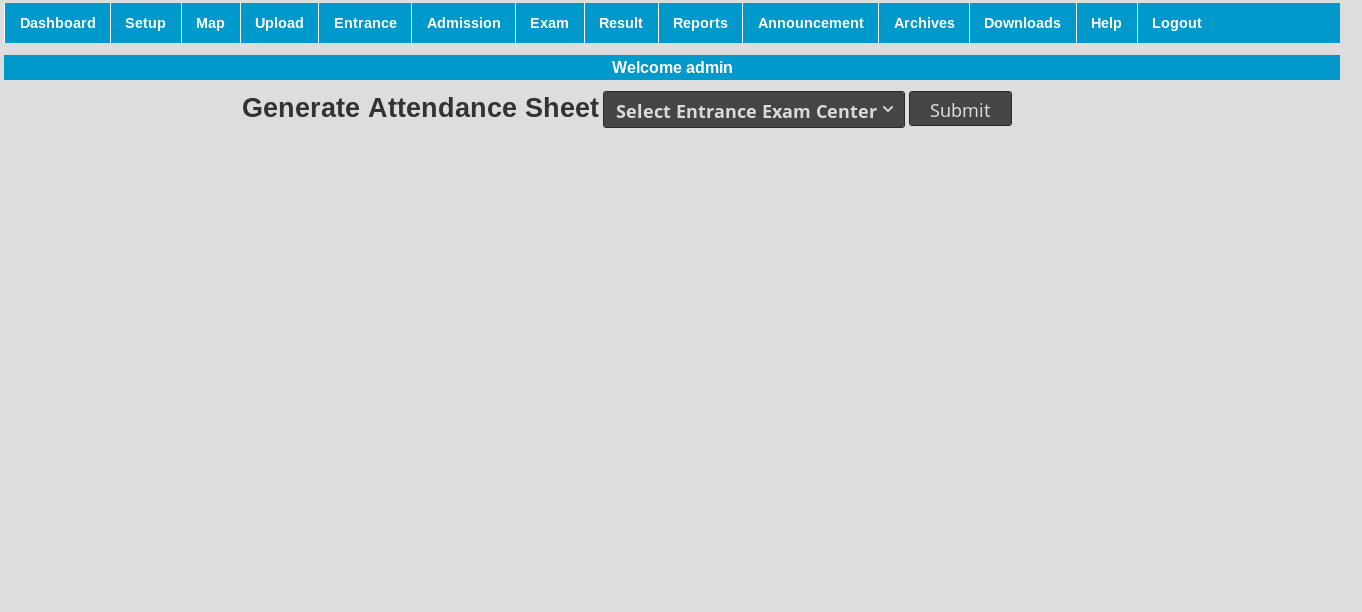 Dashboard Setup Map Upload Entrance Admission Exam Result Reports Announcement Archives Downloads Help Logout
Welcome admin
Generate Attendance Sheet Select Entrance Exam Center Submit